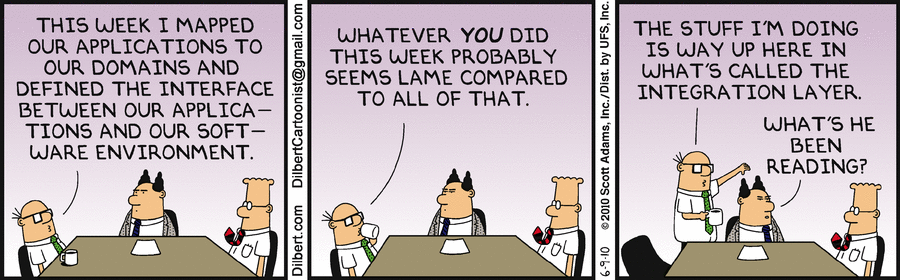 THIS WEEK I MAPPED
OUR APPLICATIONS TO
OUR DOMAINS AND
DEFINED THE INTERFACE
BETWEEN OUR APPLICA-
TIONS AND OUR SOFT-
WARE ENVIRONMENT.
Dilbert.com DilbertCartoonist@gmail.com
WHATEVER YOU DID
THIS WEEK PROBABLY
SEEMS LAME COMPARED
TO ALL OF THAT.
6-9-10 ©2010 Scott Adams, Inc./Dist. by UFS, Inc.
THE STUFF I'M DOING
IS WAY UP HERE IN
WHAT'S CALLED THE
INTEGRATION LAYER.
WHAT'S HE
BEEN
READING?